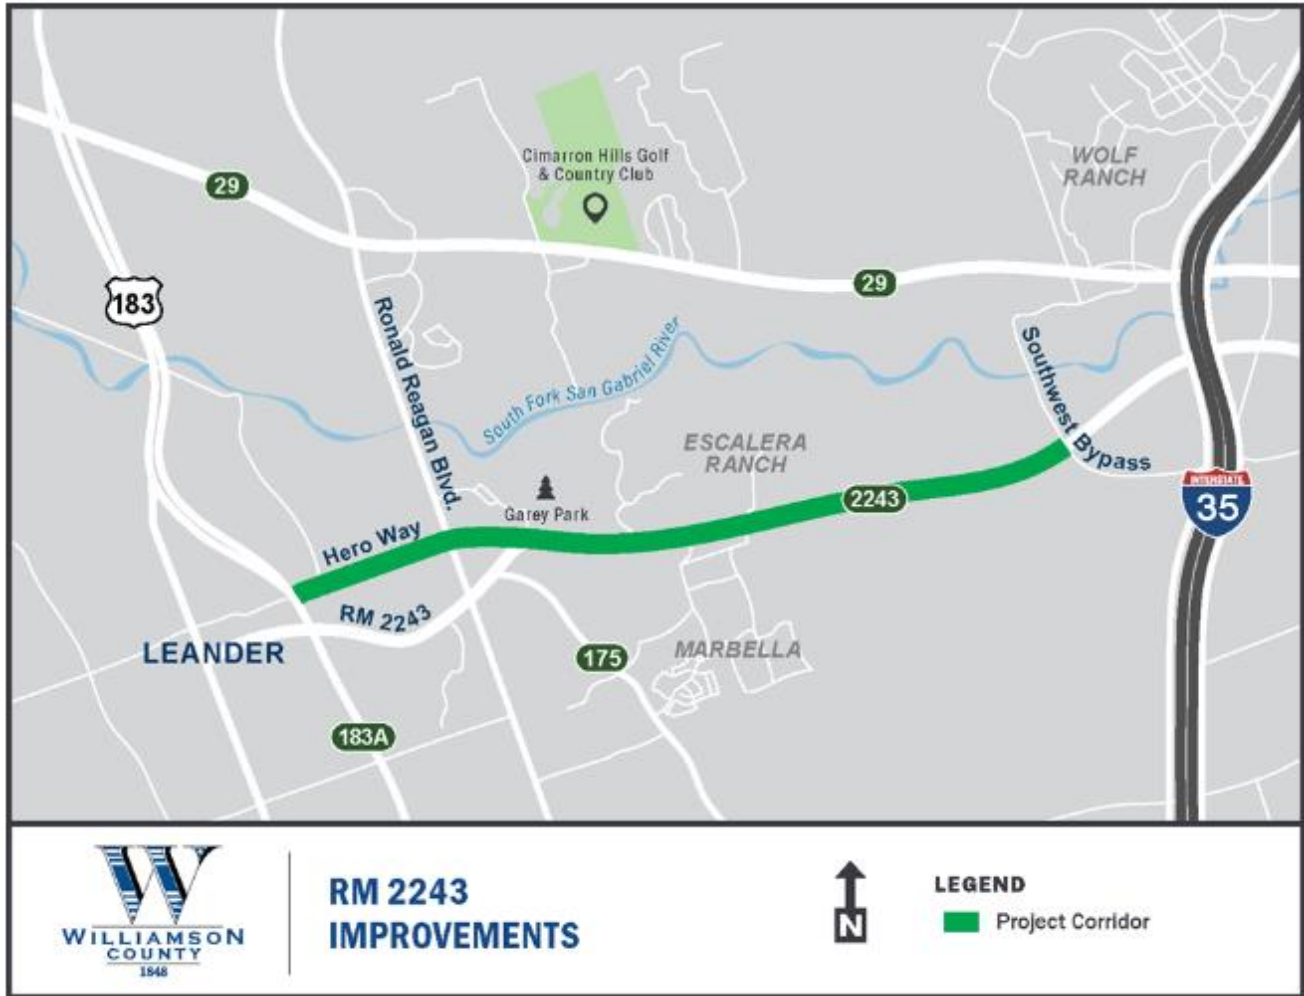 WOLF
RANCH
Cimarron Hills Golf
& Country Club
29
29
183
Ronald Reagan Blvd.
South Fork San Gabriel River
Southwest Bypass
ESCALERA
RANCH
2243
INTERSTATE
35
Garey Park
Hero Way
RM 2243
LEANDER
175
MARBELLA
183A
W
WILLIAMSON
COUNTY
1848
RM 2243
IMPROVEMENTS
N
LEGEND
Project Corridor